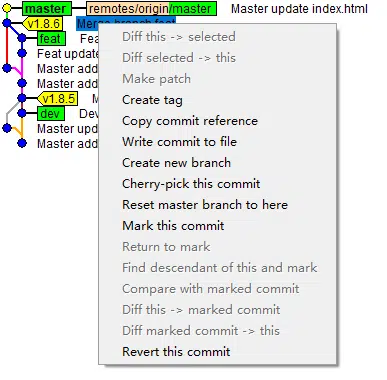 master remotes/origin/master Master update index.html
v1.8.6 Merge branch feat
feat Fea
Feat update
Master add
Master add
v1.8.5 M
dev Dev
Master upd
Master add
Diff this -> selected
Diff selected -> this
Make patch
Create tag
Copy commit reference
Write commit to file
Create new branch
Cherry-pick this commit
Reset master branch to here
Mark this commit
Return to mark
Find descendant of this and mark
Compare with marked commit
Diff this -> marked commit
Diff marked commit -> this
Revert this commit